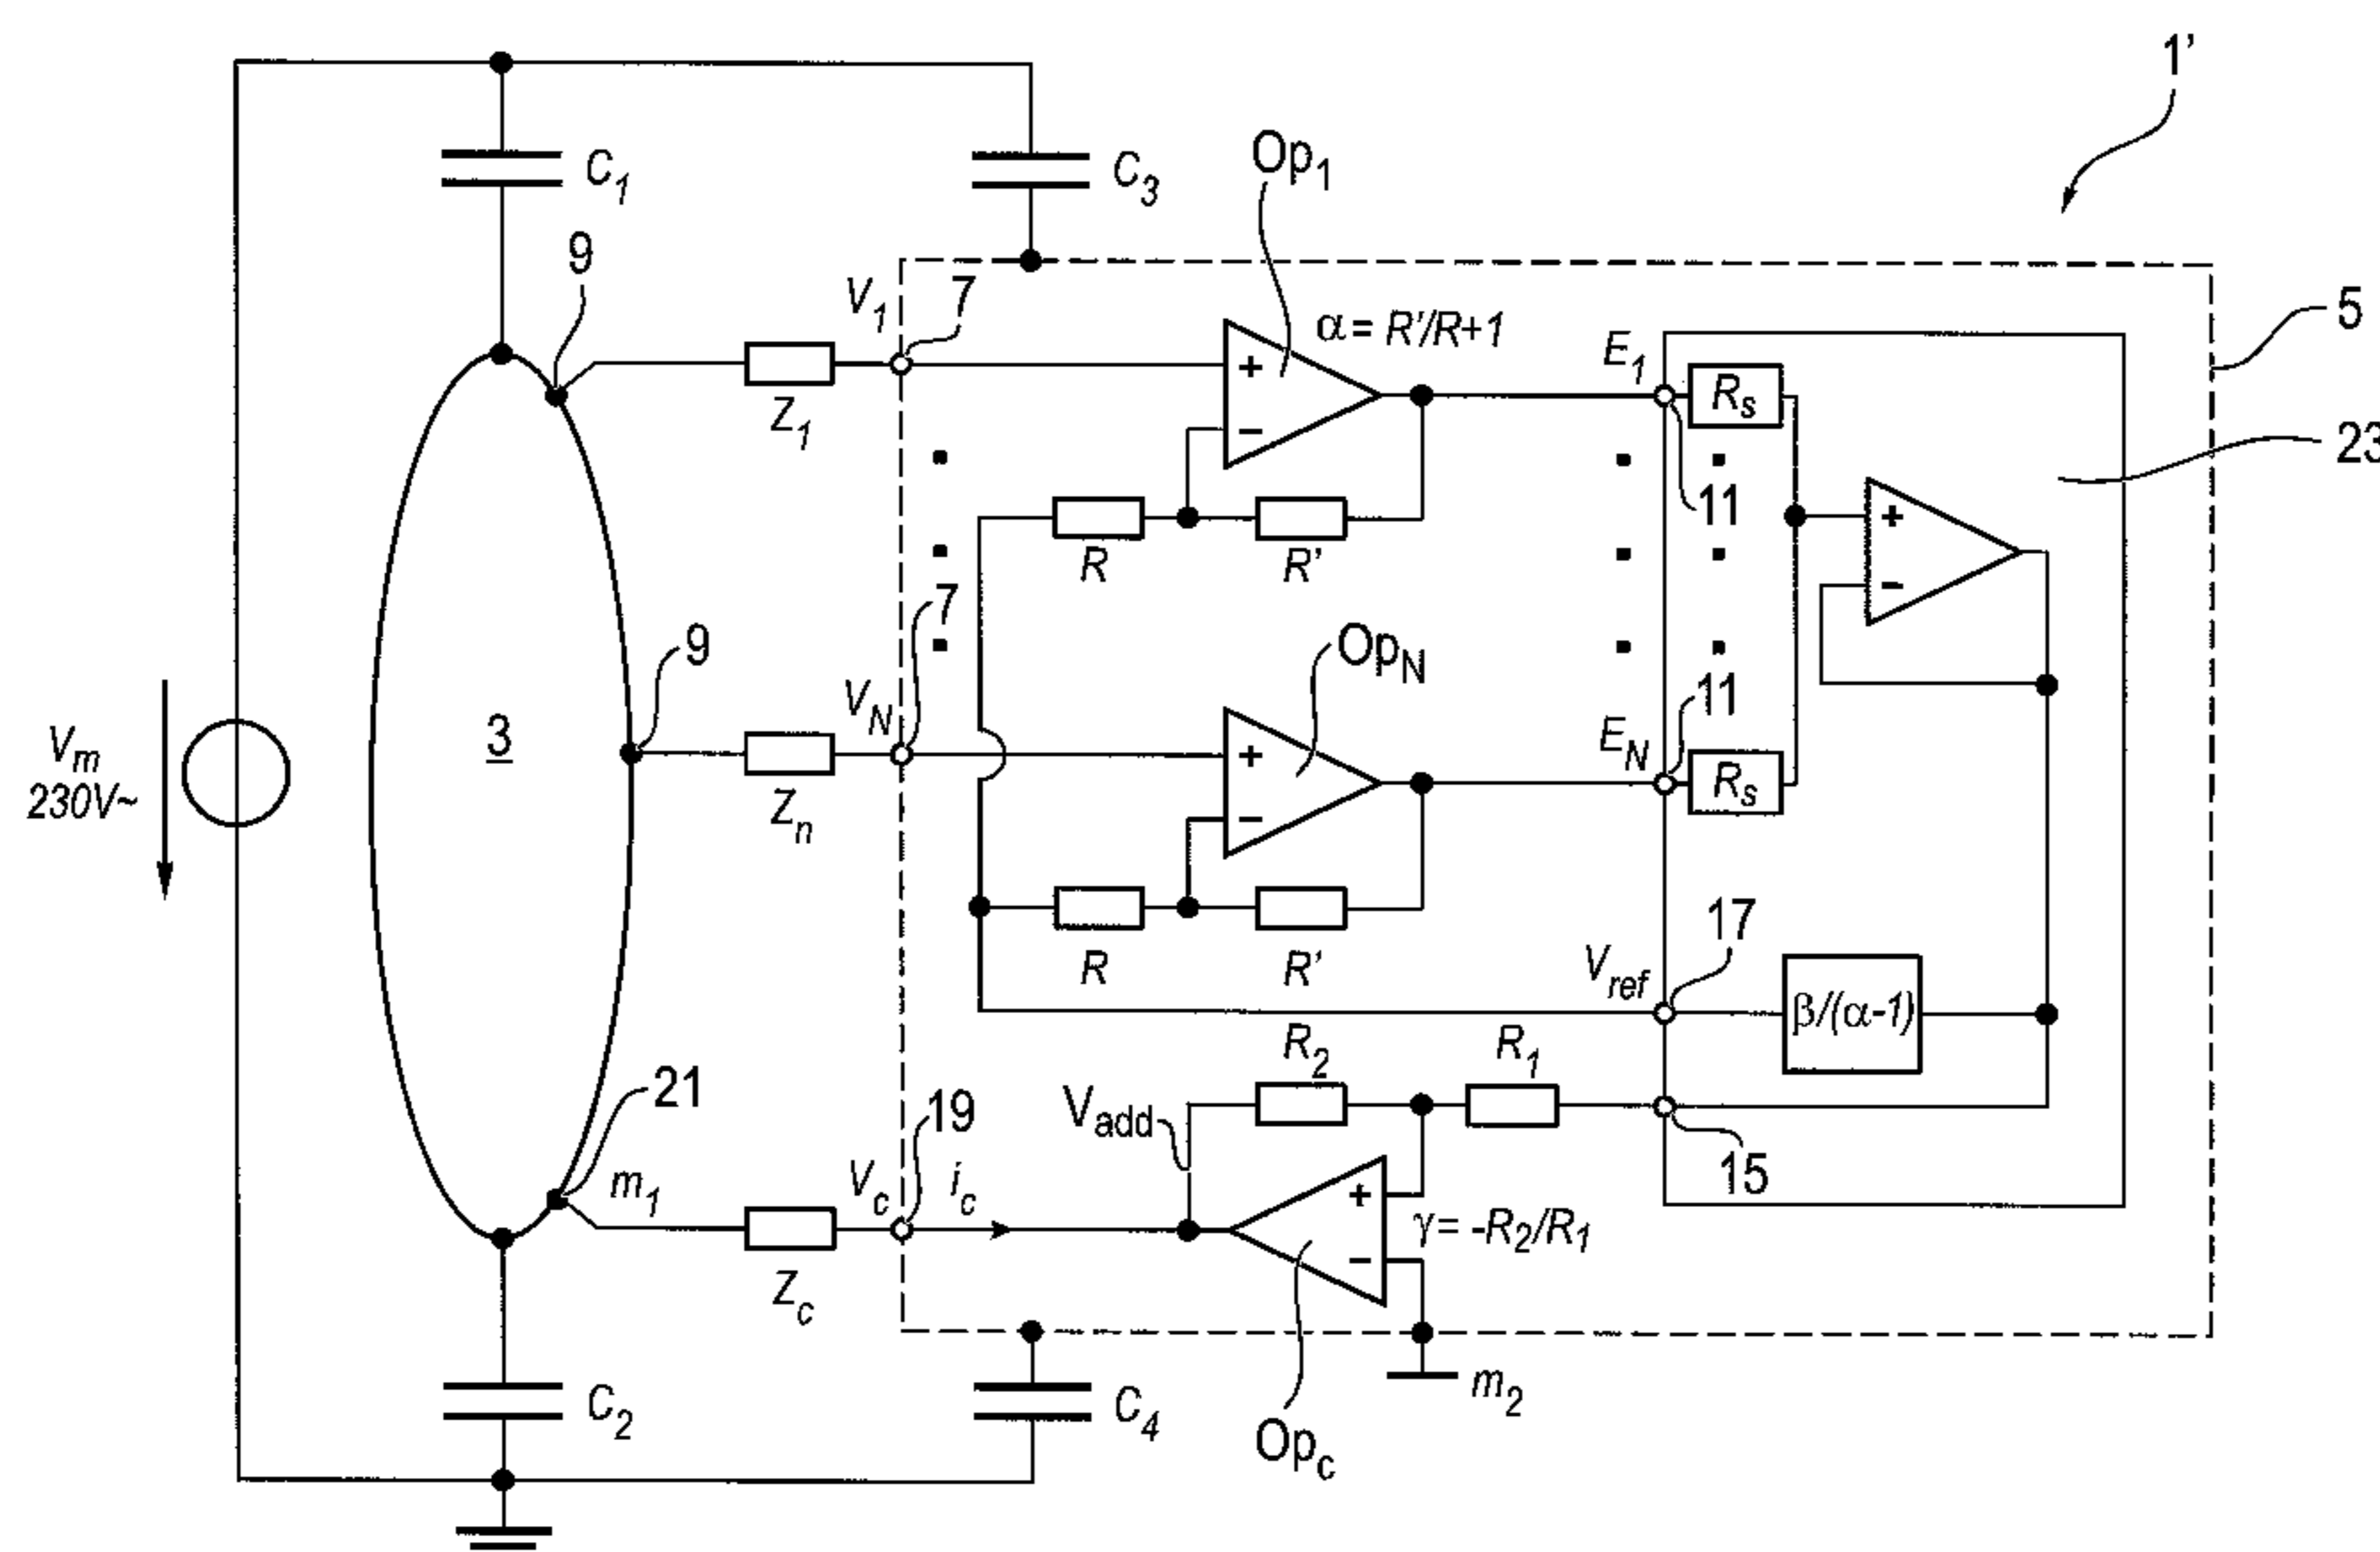 1’
C1
C3
Op1
9
V1
7
α = R’/R+1
E1
5
Rs
23
+
−
11
+
−
R
R’
7
9
OpN
VN
EN
11
Vm
230V~
3
Zn
Z1
+
−
Rs
R
R’
Vref
17
β/(α-1)
R2
R1
21
Vadd
m1
Vc
19
ic
15
+
−
γ= -R2/R1
Zc
C2
C4
m2
Opc